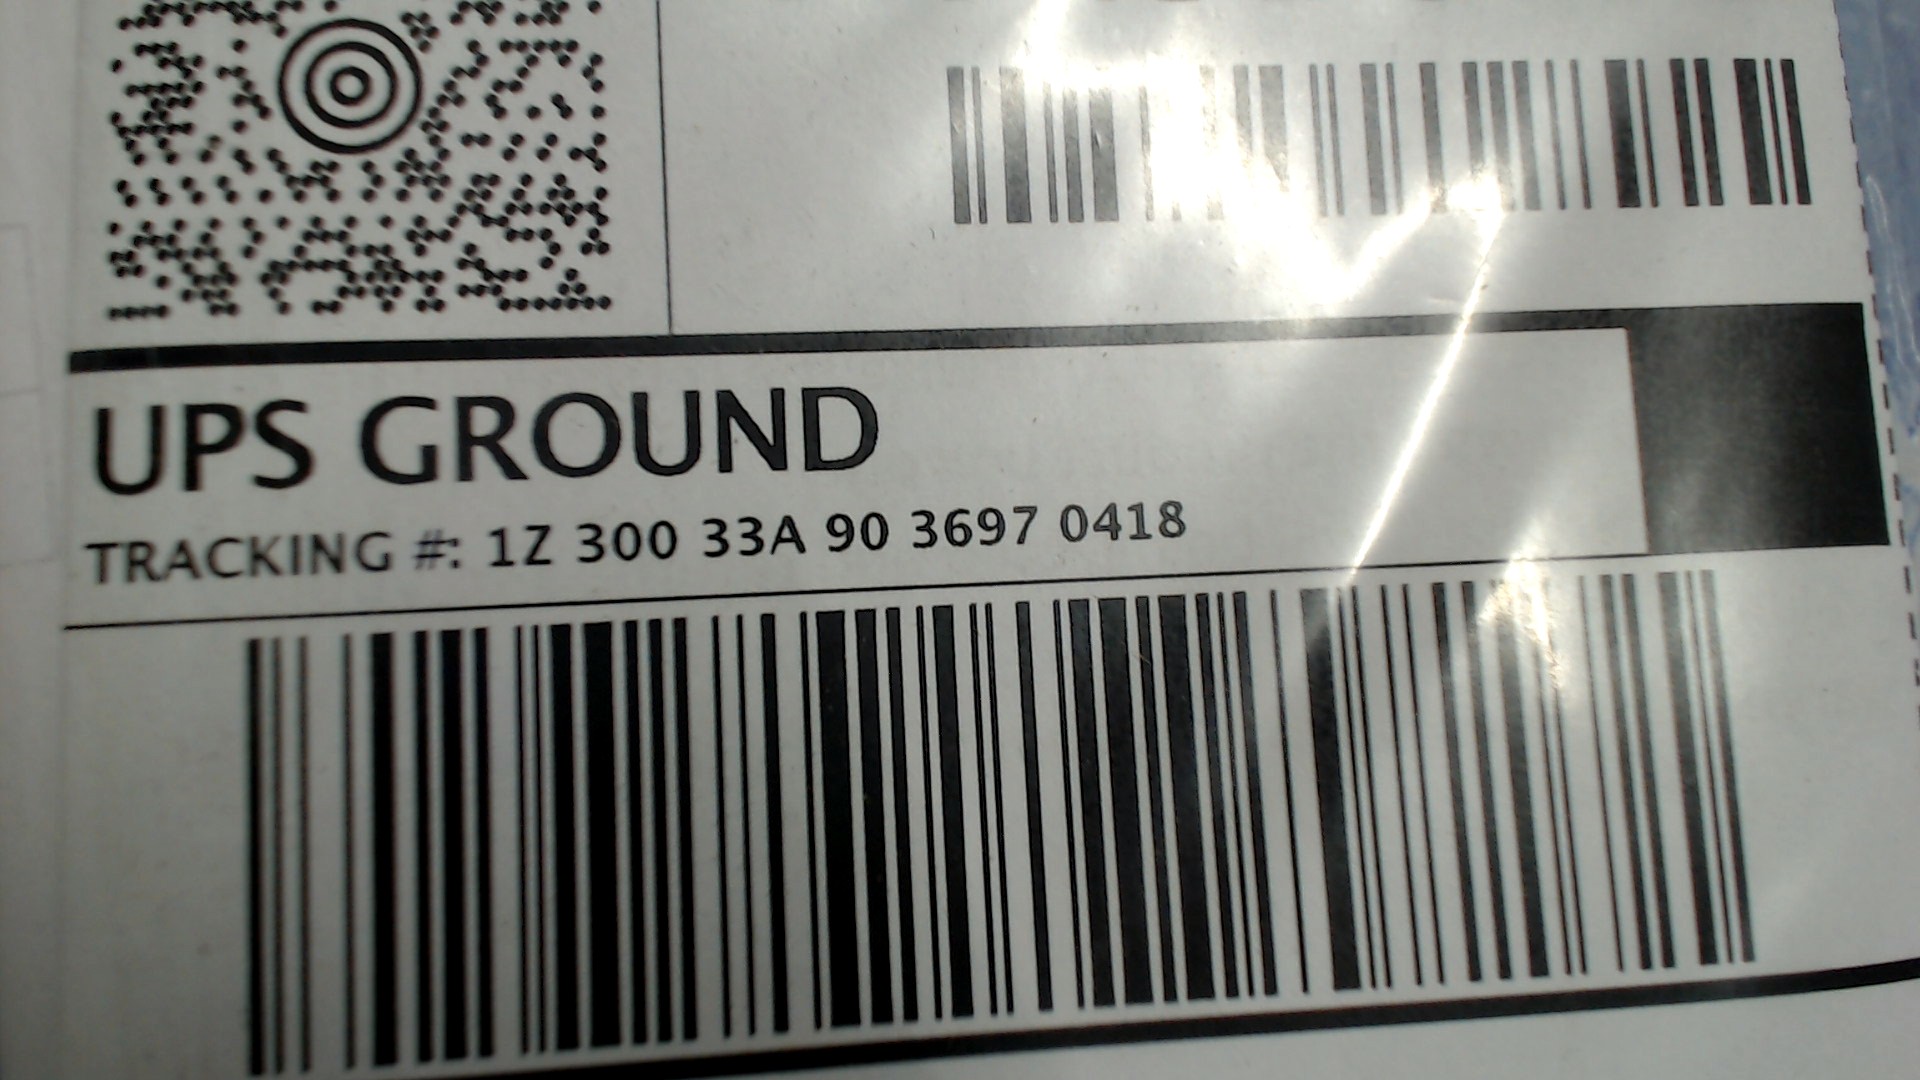 UPS GROUND
TRACKING #: 1Z 300 33A 90 3697 0418